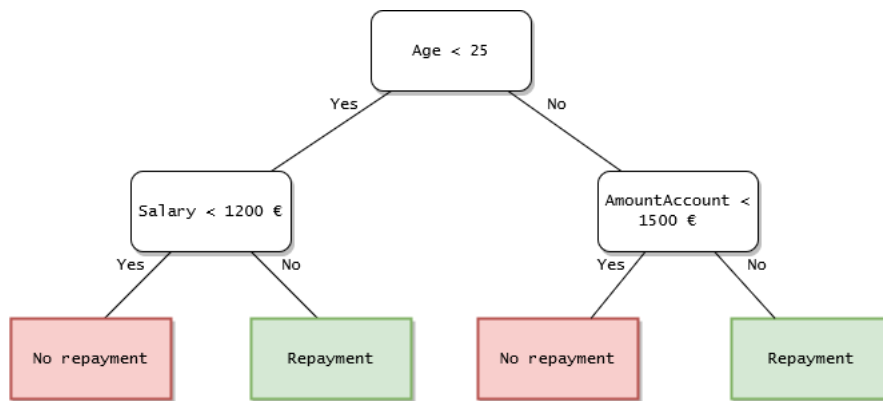 Age < 25
Yes
No
Salary < 1200 €
AmountAccount <
1500 €
Yes
No
Yes
No
No repayment
Repayment
No repayment
Repayment